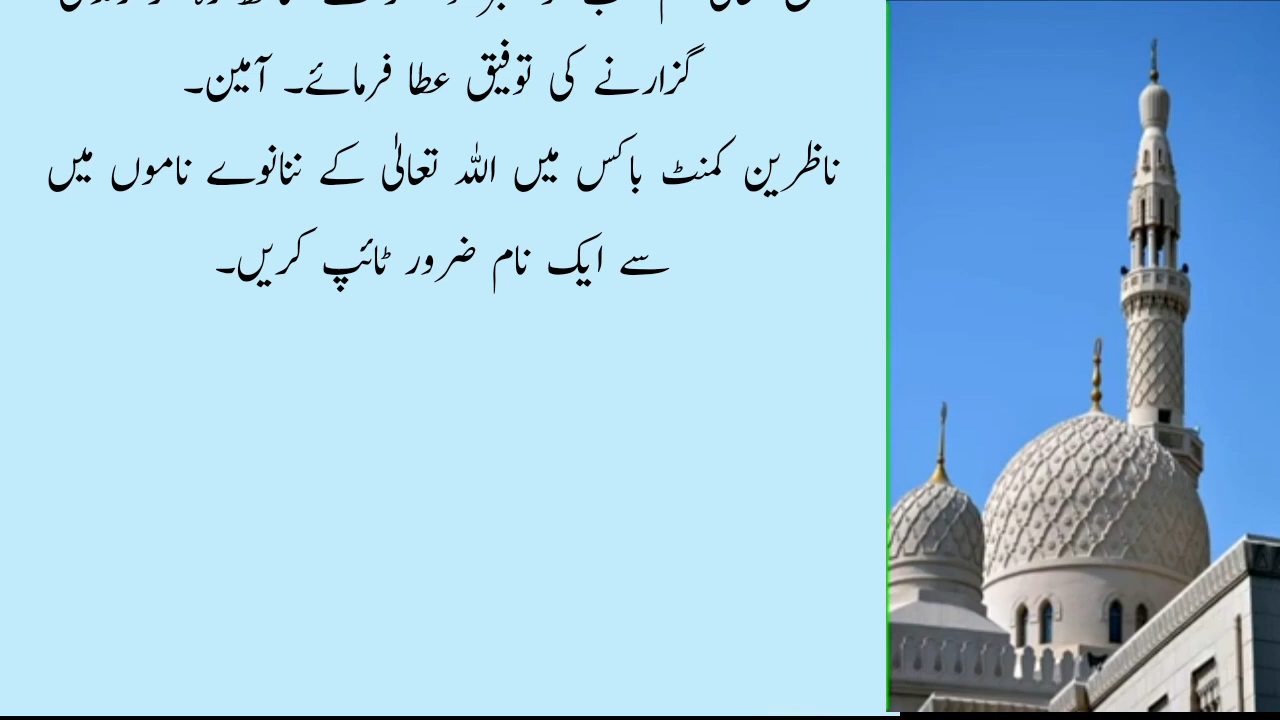 گزارنے کی توفیق عطا فرمائے۔ آمین۔
ناظرین کمنٹ باکس میں اللہ تعالٰی کے ننانوے ناموں میں
سے ایک نام ضرور ٹائپ کریں۔